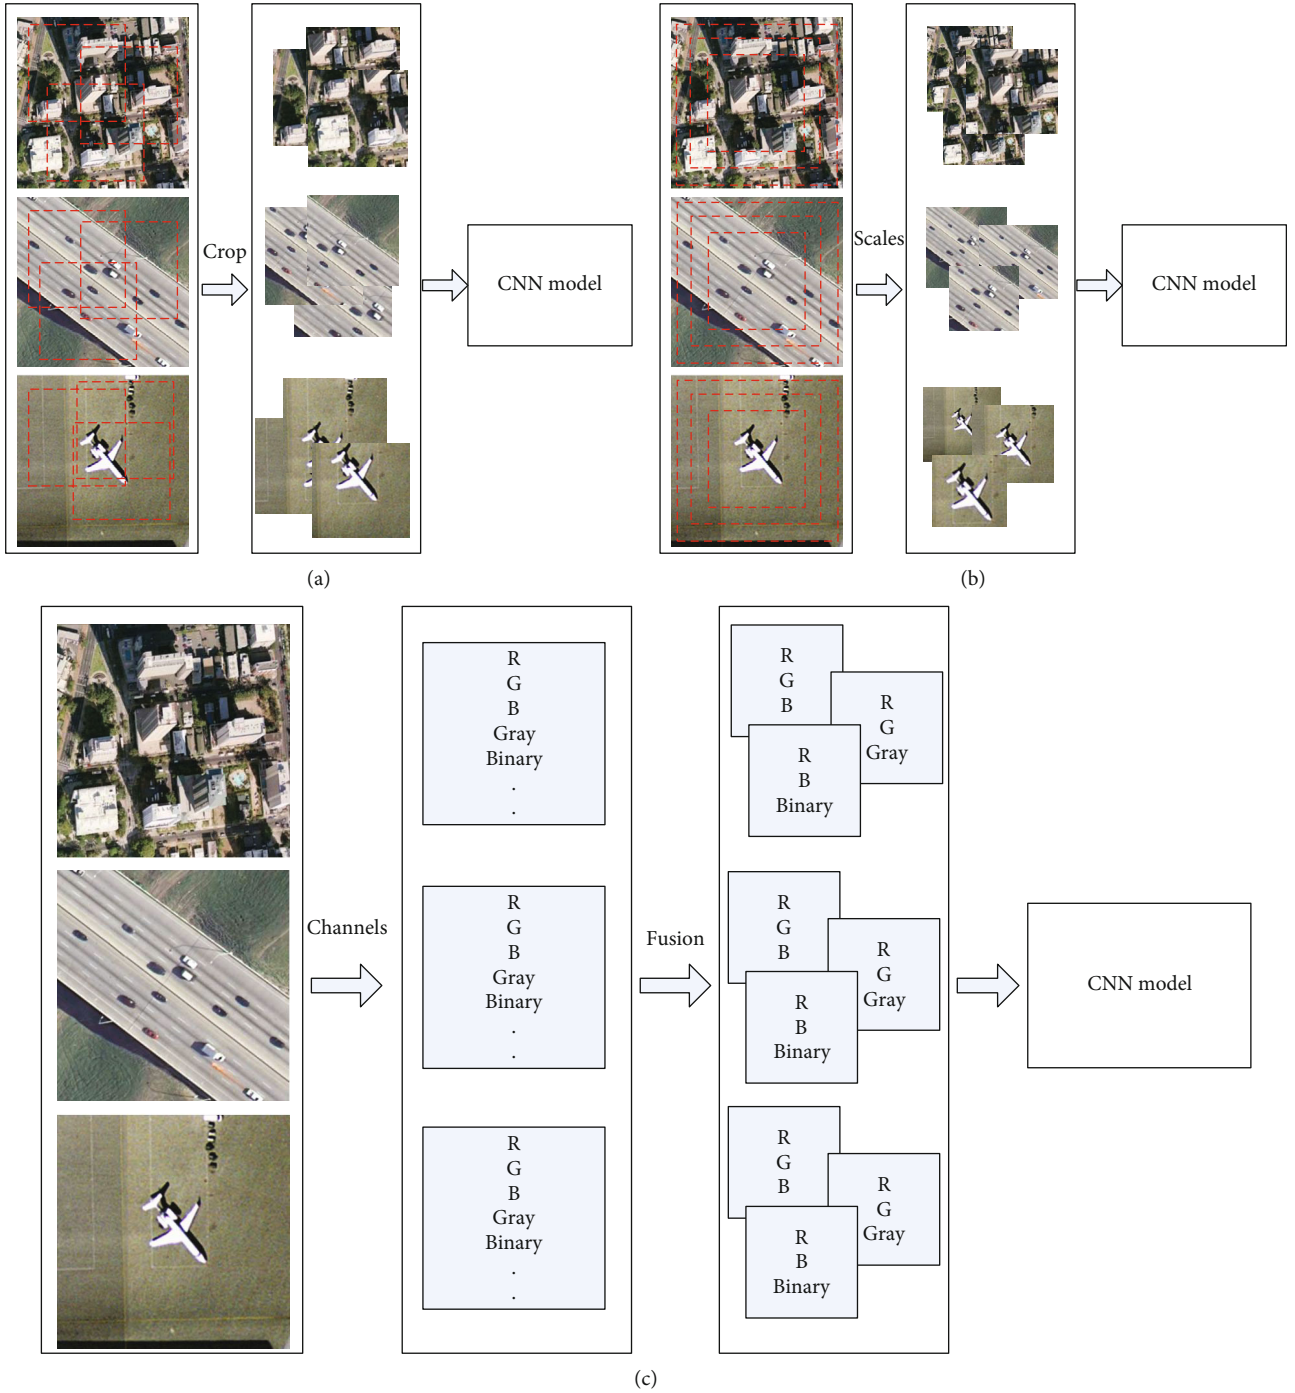 Crop
CNN model
(a)
Scales
CNN model
(b)
Channels
R
G
B
Gray
Binary
.
.
R
G
B
Gray
Binary
.
.
R
G
B
Gray
Binary
.
.
Fusion
R
G
B
R
G
Gray
R
B
Binary
R
G
B
R
G
Gray
R
B
Binary
R
G
B
R
G
Gray
R
B
Binary
CNN model
(c)